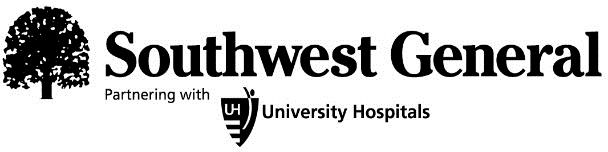 Southwest General
Partnering with
UH University Hospitals